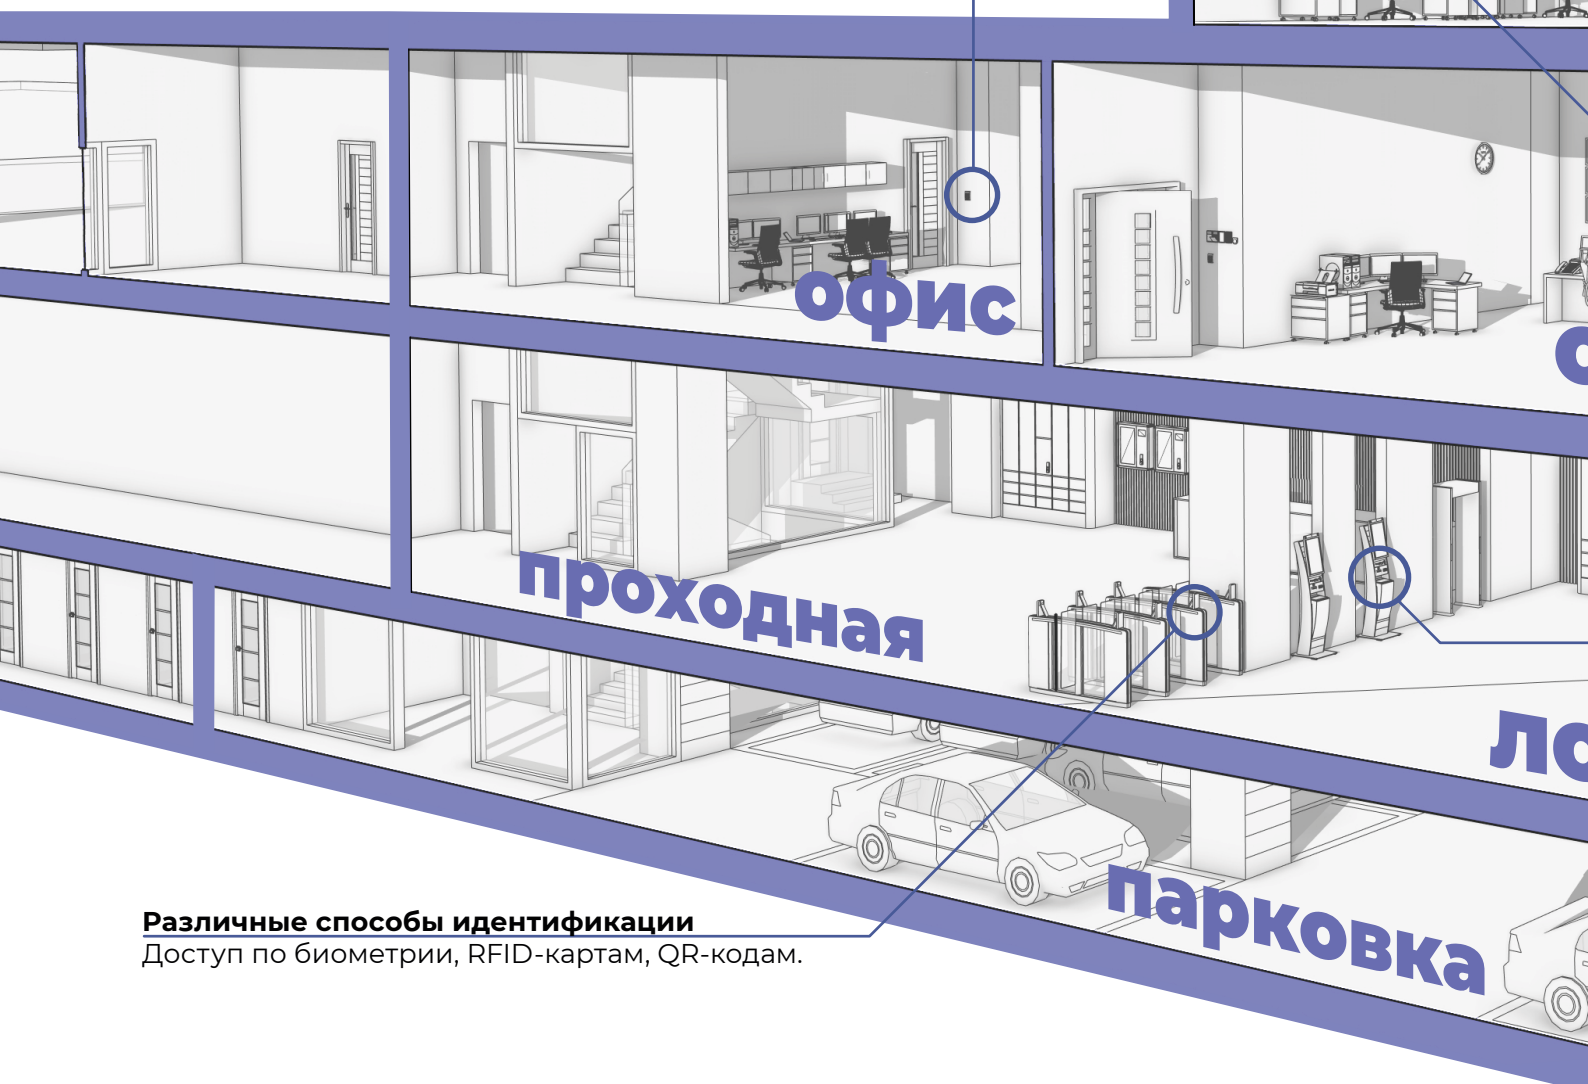 офис
проходная
парковка
Различные способы идентификации
Доступ по биометрии, RFID-картам, QR-кодам.